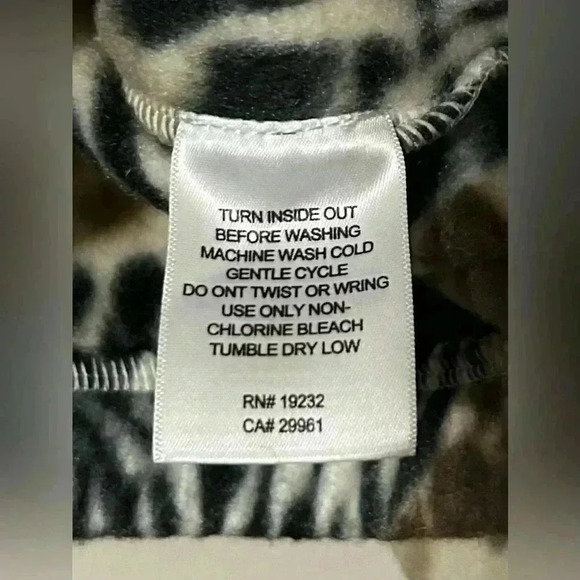 TURN INSIDE OUT
BEFORE WASHING
MACHINE WASH COLD
GENTLE CYCLE
DO ONT TWIST OR WRING
USE ONLY NON-
CHLORINE BLEACH
TUMBLE DRY LOW
RN# 19232
CA# 29961